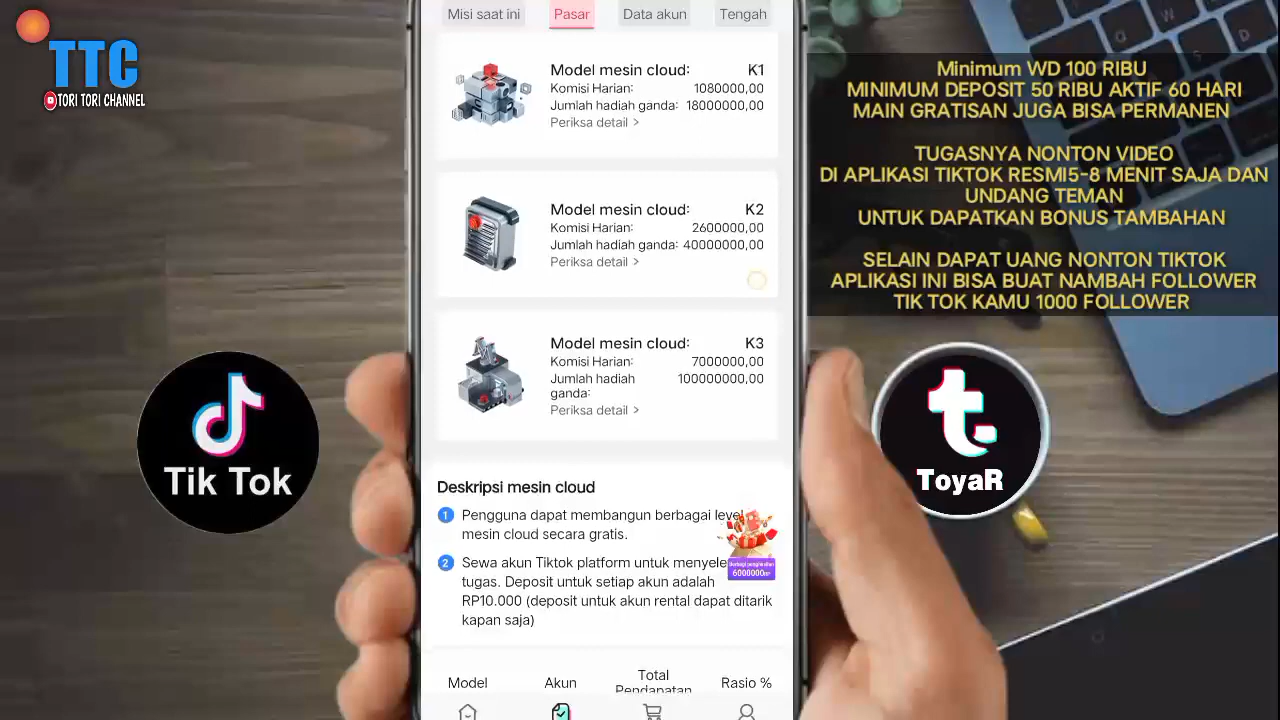 TTC
TORI TORI CHANNEL
Misi saat ini
Pasar
Data akun
Tengah
Model mesin cloud: K1
Komisi Harian: 1080000,00
Jumlah hadiah ganda: 18000000,00
Periksa detail >
Model mesin cloud: K2
Komisi Harian: 2600000,00
Jumlah hadiah ganda: 40000000,00
Periksa detail >
Model mesin cloud: K3
Komisi Harian: 7000000,00
Jumlah hadiah 100000000,00
ganda:
Periksa detail >
Deskripsi mesin cloud
1 Pengguna dapat membangun berbagai level
mesin cloud secara gratis.
2 Sewa akun Tiktok platform untuk menyele
tugas. Deposit untuk setiap akun adalah
RP10.000 (deposit untuk akun rental dapat ditarik
kapan saja)
6000000
Model
Akun
Total
Pendapatan
Rasio %
Minimum WD 100 RIBU
MINIMUM DEPOSIT 50 RIBU AKTIF 60 HARI
MAIN GRATISAN JUGA BISA PERMANEN
TUGASNYA NONTON VIDEO
DI APLIKASI TIKTOK RESMI5-8 MENIT SAJA DAN
UNDANG TEMAN
UNTUK DAPATKAN BONUS TAMBAHAN
SELAIN DAPAT UANG NONTON TIKTOK
APLIKASI INI BISA BUAT NAMBAH FOLLOWER
TIK TOK KAMU 1000 FOLLOWER
Tik Tok
ToyaR